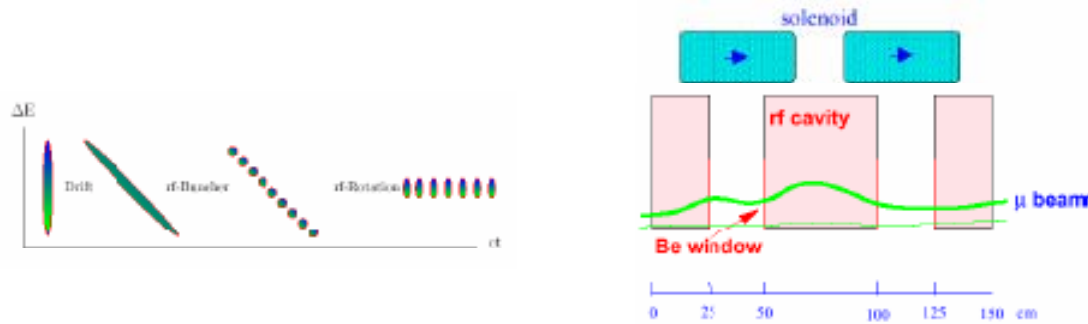 ΔE
Drift
rf-Buncher
rf-Rotation
ct
solenoid
rf cavity
μ beam
Be window
0 25 50 100 125 150 cm